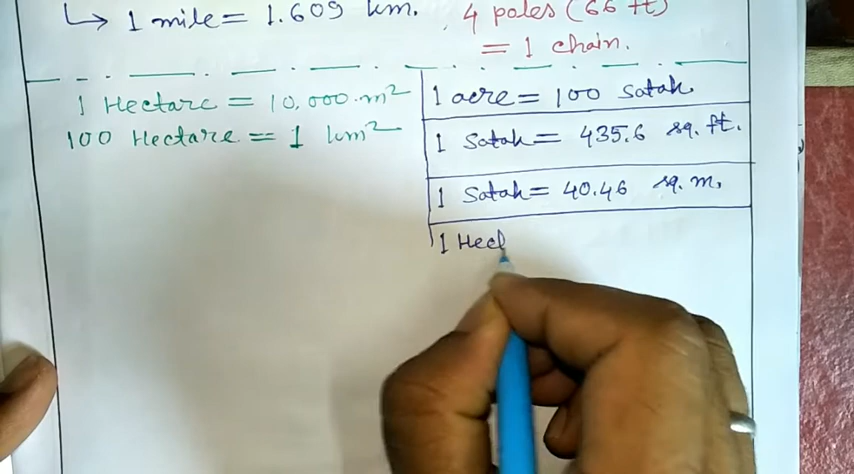 ↳ 1 mile = 1.609 km.
4 poles (66 ft)
= 1 chain.
1 Hectare = 10,000 m²
100 Hectare = 1 km²
1 acre = 100 Satak
1 Satak = 435.6 sq. ft.
1 Satak = 40.46 sq. m.
1 Hect